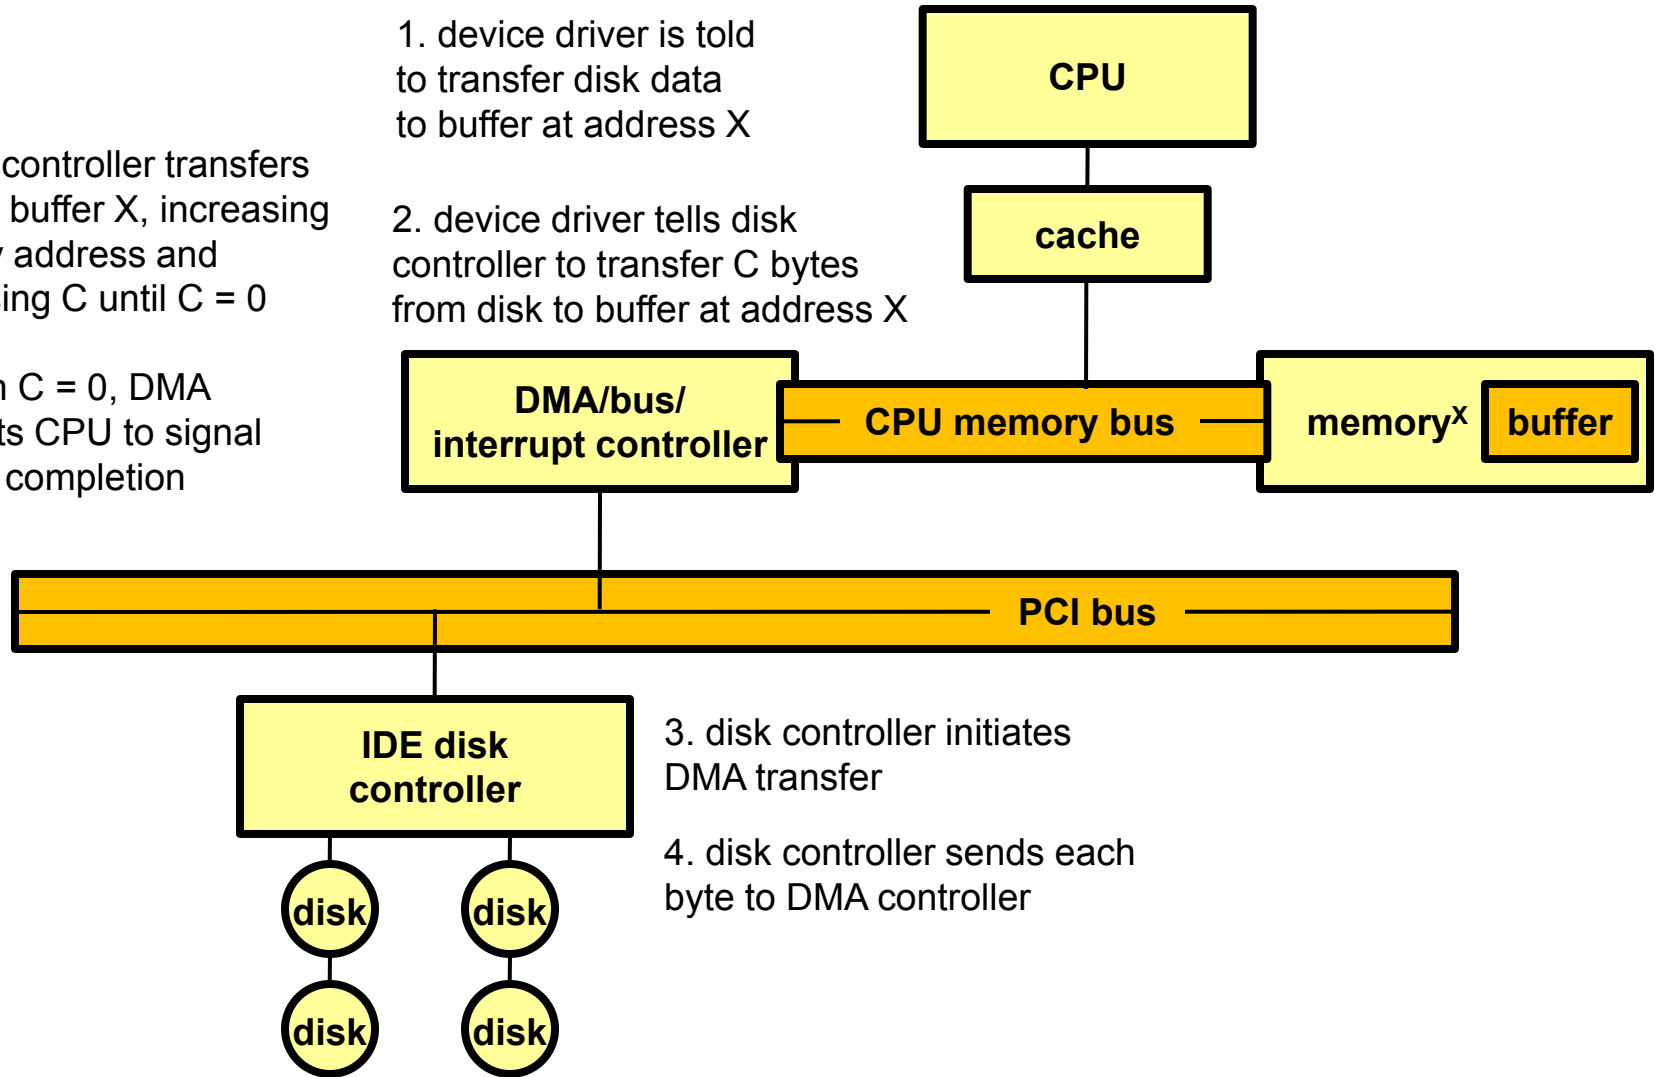 1. device driver is told
to transfer disk data
to buffer at address X
CPU
controller transfers
buffer X, increasing
address and
sing C until C = 0
2. device driver tells disk
controller to transfer C bytes
from disk to buffer at address X
cache
C = 0, DMA
ts CPU to signal
completion
DMA/bus/
interrupt controller
CPU memory bus
memoryX
buffer
PCI bus
IDE disk
controller
3. disk controller initiates
DMA transfer
4. disk controller sends each
byte to DMA controller
disk
disk
disk
disk